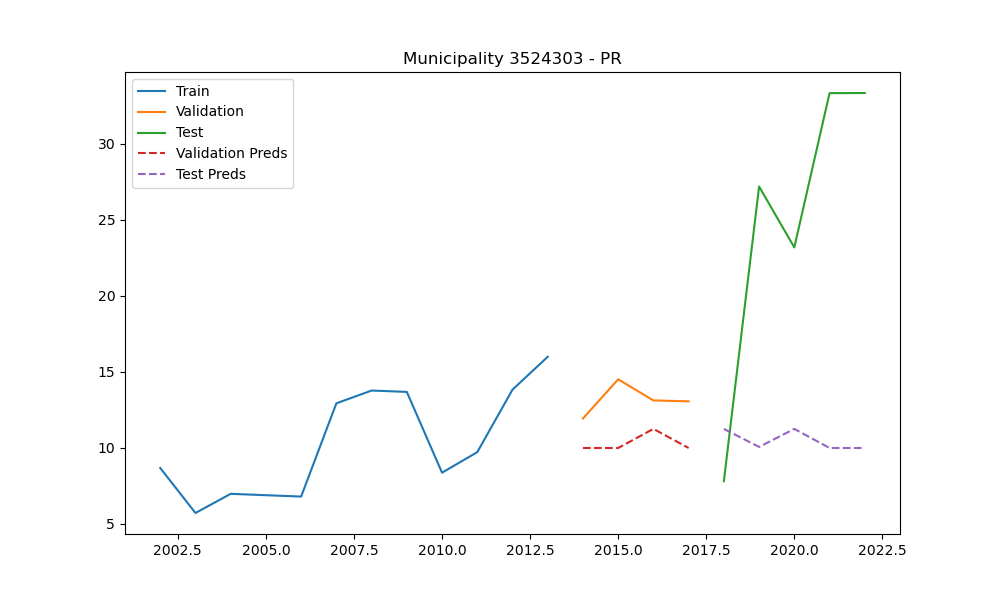 Municipality 3524303 - PR
Train
Validation
Test
Validation Preds
Test Preds
30
25
20
15
10
5
2002.5 2005.0 2007.5 2010.0 2012.5 2015.0 2017.5 2020.0 2022.5